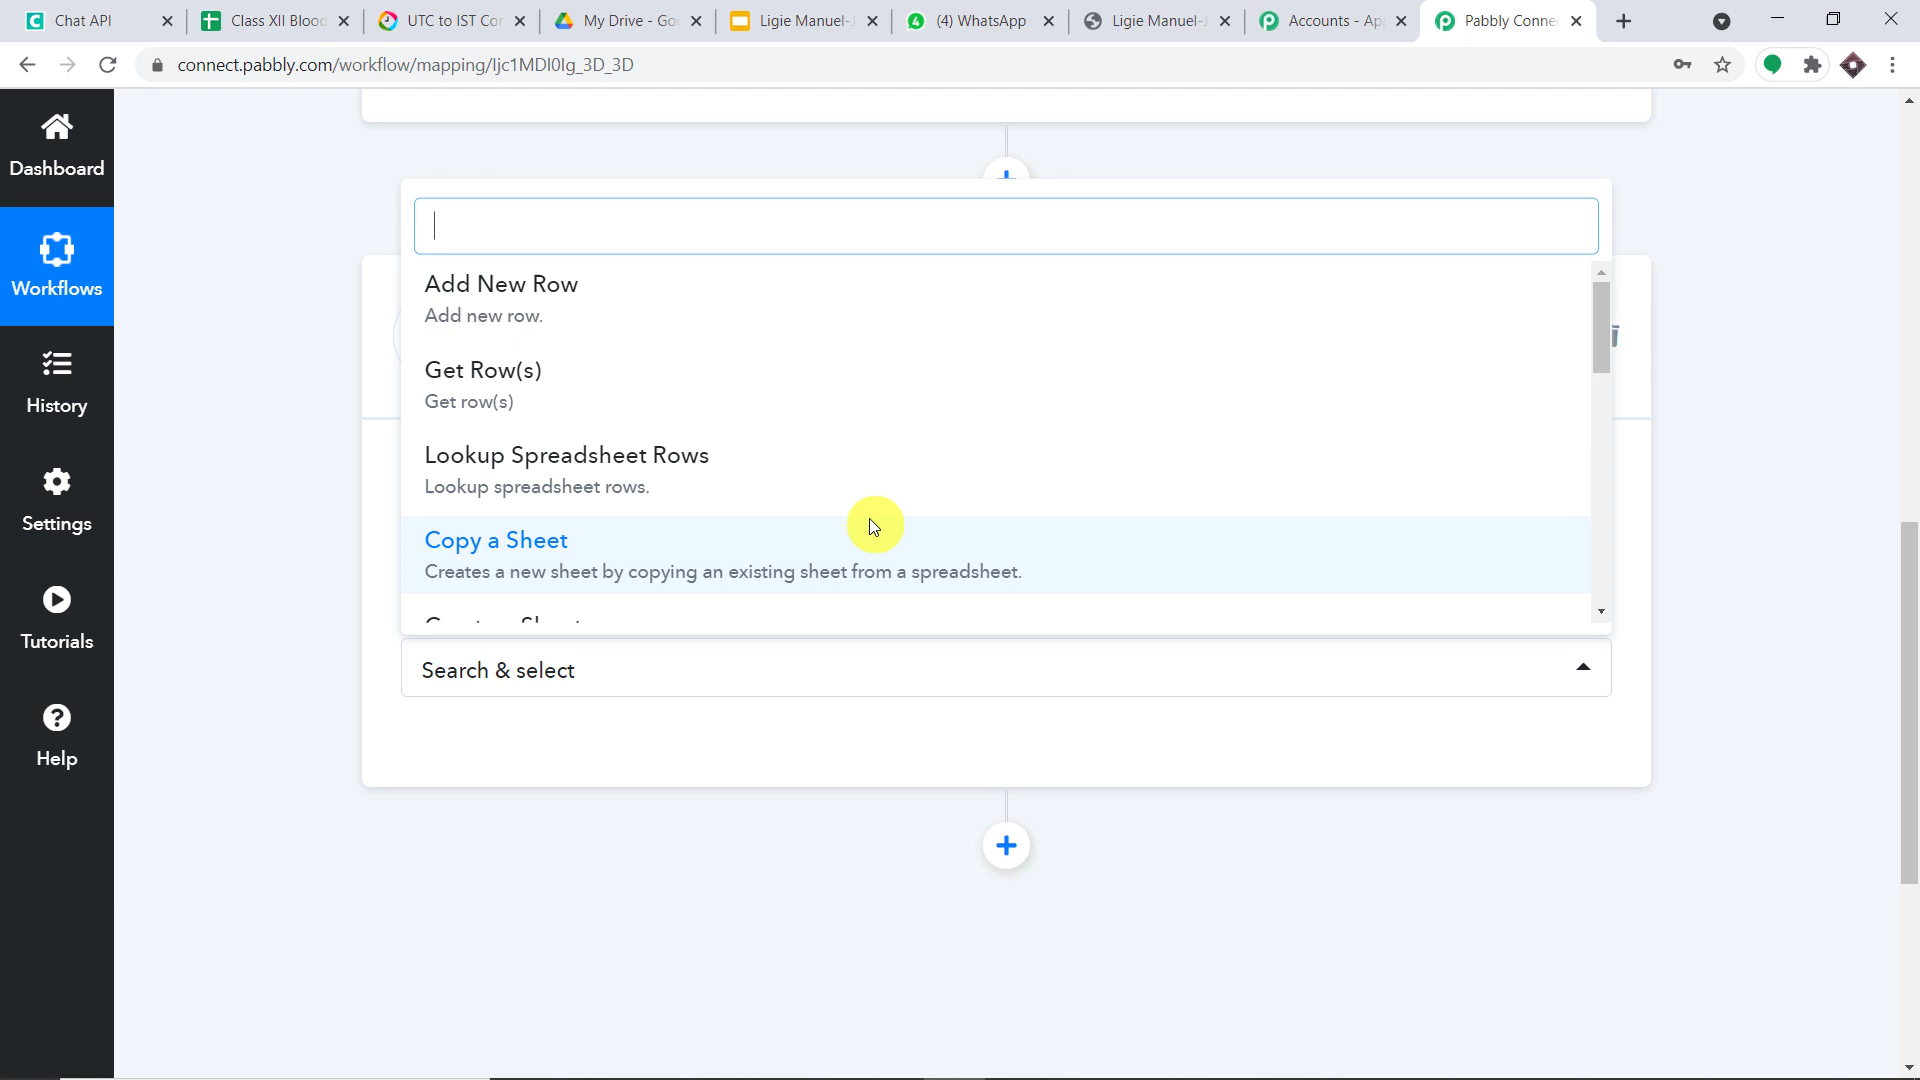 Chat API
Class XII Blood
UTC to IST Cor
My Drive - Goo
Ligie Manuel-J
(4) WhatsApp
Ligie Manuel-J
Accounts - Ap
Pabbly Conne
connect.pabbly.com/workflow/mapping/Ijc1MDI0Ig_3D_3D
Dashboard
Workflows
History
Settings
Tutorials
Help
Add New Row
Add new row.
Get Row(s)
Get row(s)
Lookup Spreadsheet Rows
Lookup spreadsheet rows.
Copy a Sheet
Creates a new sheet by copying an existing sheet from a spreadsheet.
Search & select